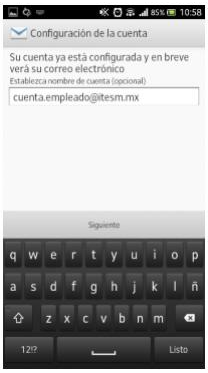 85% 10:58
Configuración de la cuenta
Su cuenta ya está configurada y en breve
verá su correo electrónico
Establezca nombre de cuenta (opcional)
cuenta.empleado@itesm.mx
Siguiente
q w e r t y u i o p
a s d f g h j k l ñ
z x c v b n m
12!? Listo